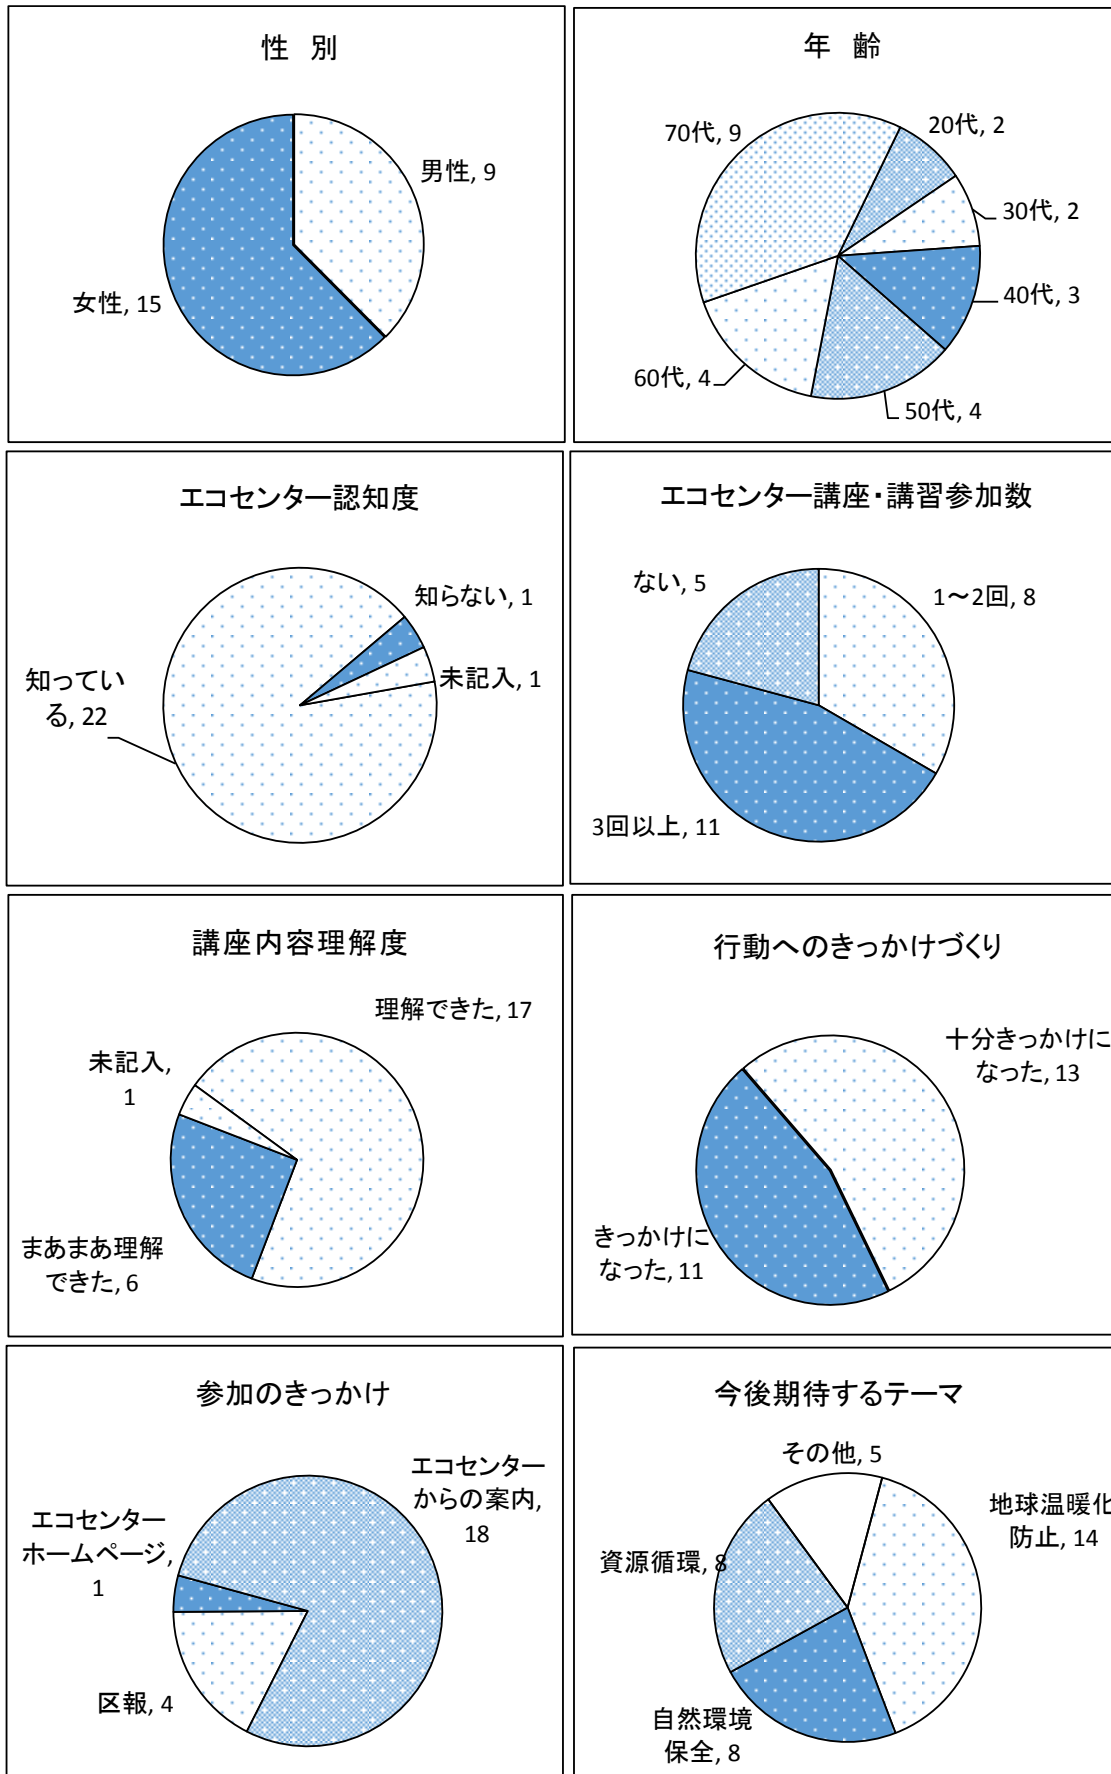 性 別
男性, 9
女性, 15
年 齢
20代, 2
30代, 2
40代, 3
50代, 4
60代, 4
70代, 9
エコセンター認知度
知らない, 1
未記入, 1
知ってい
る, 22
エコセンター講座・講習参加数
1～2回, 8
3回以上, 11
ない, 5
講座内容理解度
理解できた, 17
まあまあ理解
できた, 6
未記入,
1
行動へのきっかけづくり
十分きっかけに
なった, 13
きっかけに
なった, 11
参加のきっかけ
エコセンター
からの案内,
18
区報, 4
エコセンター
ホームページ,
1
今後期待するテーマ
地球温暖化
防止, 14
自然環境
保全, 8
資源循環, 8
その他, 5